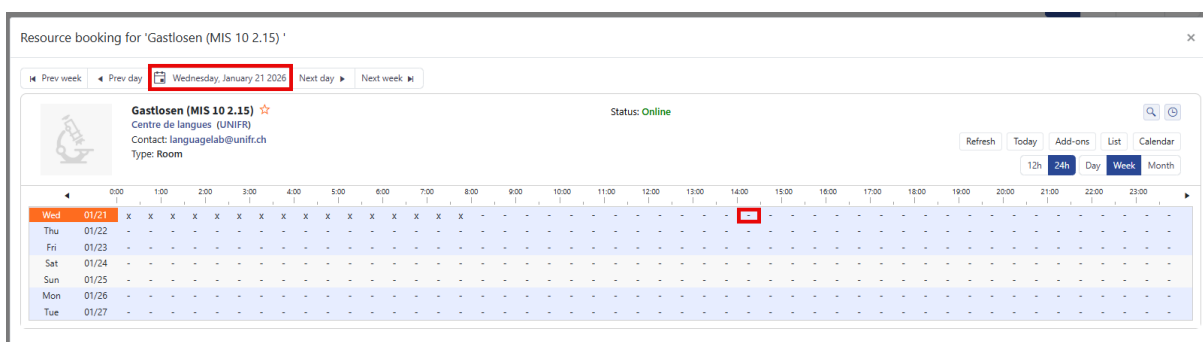 Resource booking for 'Gastlosen (MIS 10 2.15) '
×
Prev week Prev day Wednesday, January 21 2026 Next day Next week
Gastlosen (MIS 10 2.15) ☆
Status: Online
Centre de langues (UNIFR)
Contact: languagelab@unifr.ch
Type: Room
Refresh Today Add-ons List Calendar
12h 24h Day Week Month
0:00 1:00 2:00 3:00 4:00 5:00 6:00 7:00 8:00 9:00 10:00 11:00 12:00 13:00 14:00 15:00 16:00 17:00 18:00 19:00 20:00 21:00 22:00 23:00
Wed 01/21 x x x x x x x x x x x x x x x x - - - - - - - - - - - - - - - - - - - - - - - - - - - - - - - -
Thu 01/22 - - - - - - - - - - - - - - - - - - - - - - - - - - - - - - - - - - - - - - - - - - - - - - - -
Fri 01/23 - - - - - - - - - - - - - - - - - - - - - - - - - - - - - - - - - - - - - - - - - - - - - - - -
Sat 01/24 - - - - - - - - - - - - - - - - - - - - - - - - - - - - - - - - - - - - - - - - - - - - - - - -
Sun 01/25 - - - - - - - - - - - - - - - - - - - - - - - - - - - - - - - - - - - - - - - - - - - - - - - -
Mon 01/26 - - - - - - - - - - - - - - - - - - - - - - - - - - - - - - - - - - - - - - - - - - - - - - - -
Tue 01/27 - - - - - - - - - - - - - - - - - - - - - - - - - - - - - - - - - - - - - - - - - - - - - - - -